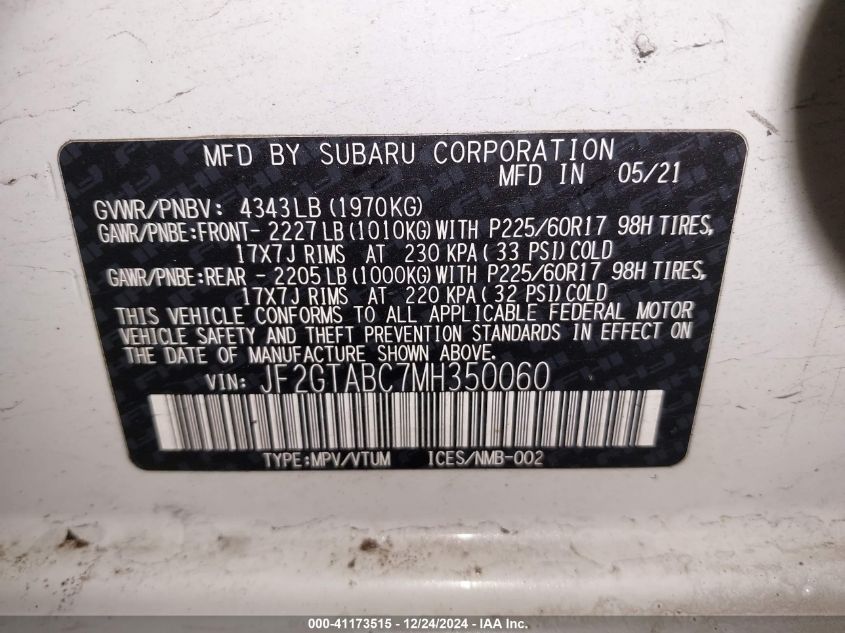 MFD BY SUBARU CORPORATION
MFD IN 05/21
GVWR/PNBV: 4343LB (1970KG)
GAWR/PNBE:FRONT- 2227 LB (1010KG) WITH P225/60R17 98H TIRES,
17X7J RIMS AT 230 KPA (33 PSI) COLD
GAWR/PNBE:REAR - 2205 LB (1000KG) WITH P225/60R17 98H TIRES,
17X7J RIMS AT 220 KPA (32 PSI) COLD
THIS VEHICLE CONFORMS TO ALL APPLICABLE FEDERAL MOTOR
VEHICLE SAFETY AND THEFT PREVENTION STANDARDS IN EFFECT ON
THE DATE OF MANUFACTURE SHOWN ABOVE.
VIN: JF2GTABC7MH350060
TYPE:MPV/VTUM ICES/NMB-002
000-41173515 - 12/24/2024 - IAA Inc.